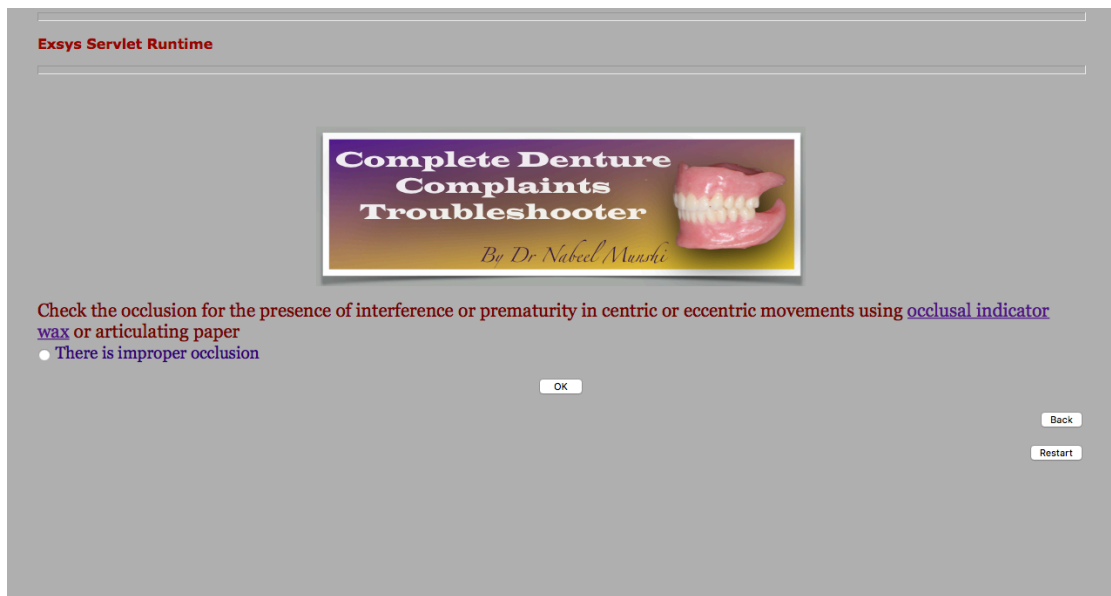 Exsys Servlet Runtime
Complete Denture
Complaints
Troubleshooter
By Dr Nabeel Munshi
Check the occlusion for the presence of interference or prematurity in centric or eccentric movements using occlusal indicator
wax or articulating paper
There is improper occlusion
OK
Back
Restart